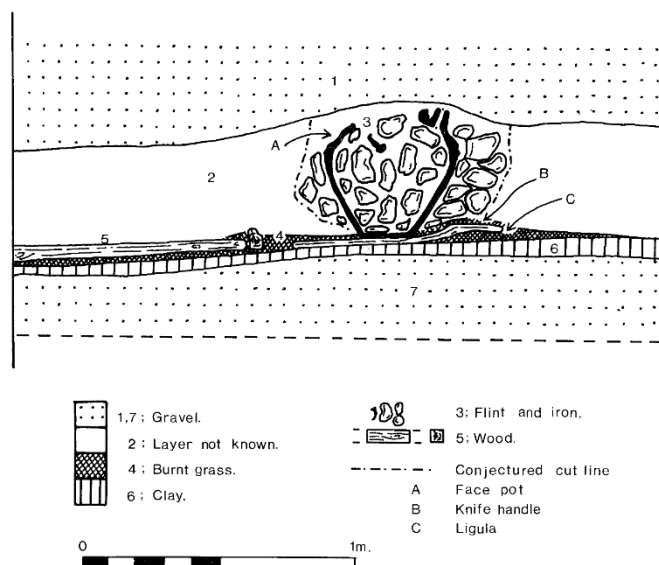 1
3
A
B
2
C
5
4
6
7
1,7; Gravel.
2; Layer not known.
4; Burnt grass.
6; Clay.
3; Flint and iron.
5; Wood.
Conjectured cut line
A Face pot
B Knife handle
C Ligula
0 1m.